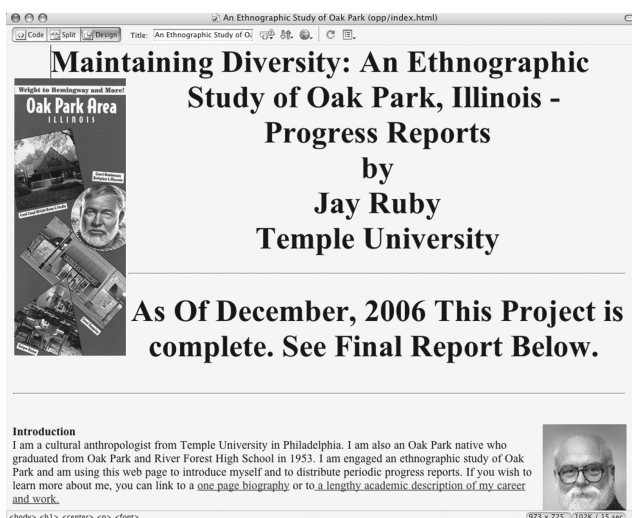 An Ethnographic Study of Oak Park (opp/index.html)
Code Split Design Title: An Ethnographic Study of Oa
Maintaining Diversity: An Ethnographic
Study of Oak Park, Illinois -
Progress Reports
by
Jay Ruby
Temple University
Wright to Hemingway and More!
Oak Park Area
ILLINOIS
As Of December, 2006 This Project is
complete. See Final Report Below.
Introduction
I am a cultural anthropologist from Temple University in Philadelphia. I am also an Oak Park native who
graduated from Oak Park and River Forest High School in 1953. I am engaged an ethnographic study of Oak
Park and am using this web page to introduce myself and to distribute periodic progress reports. If you wish to
learn more about me, you can link to a one page biography or to a lengthy academic description of my career
and work.
<body> <h1> <center> <p> <font> 973 x 725 102K / 15 sec